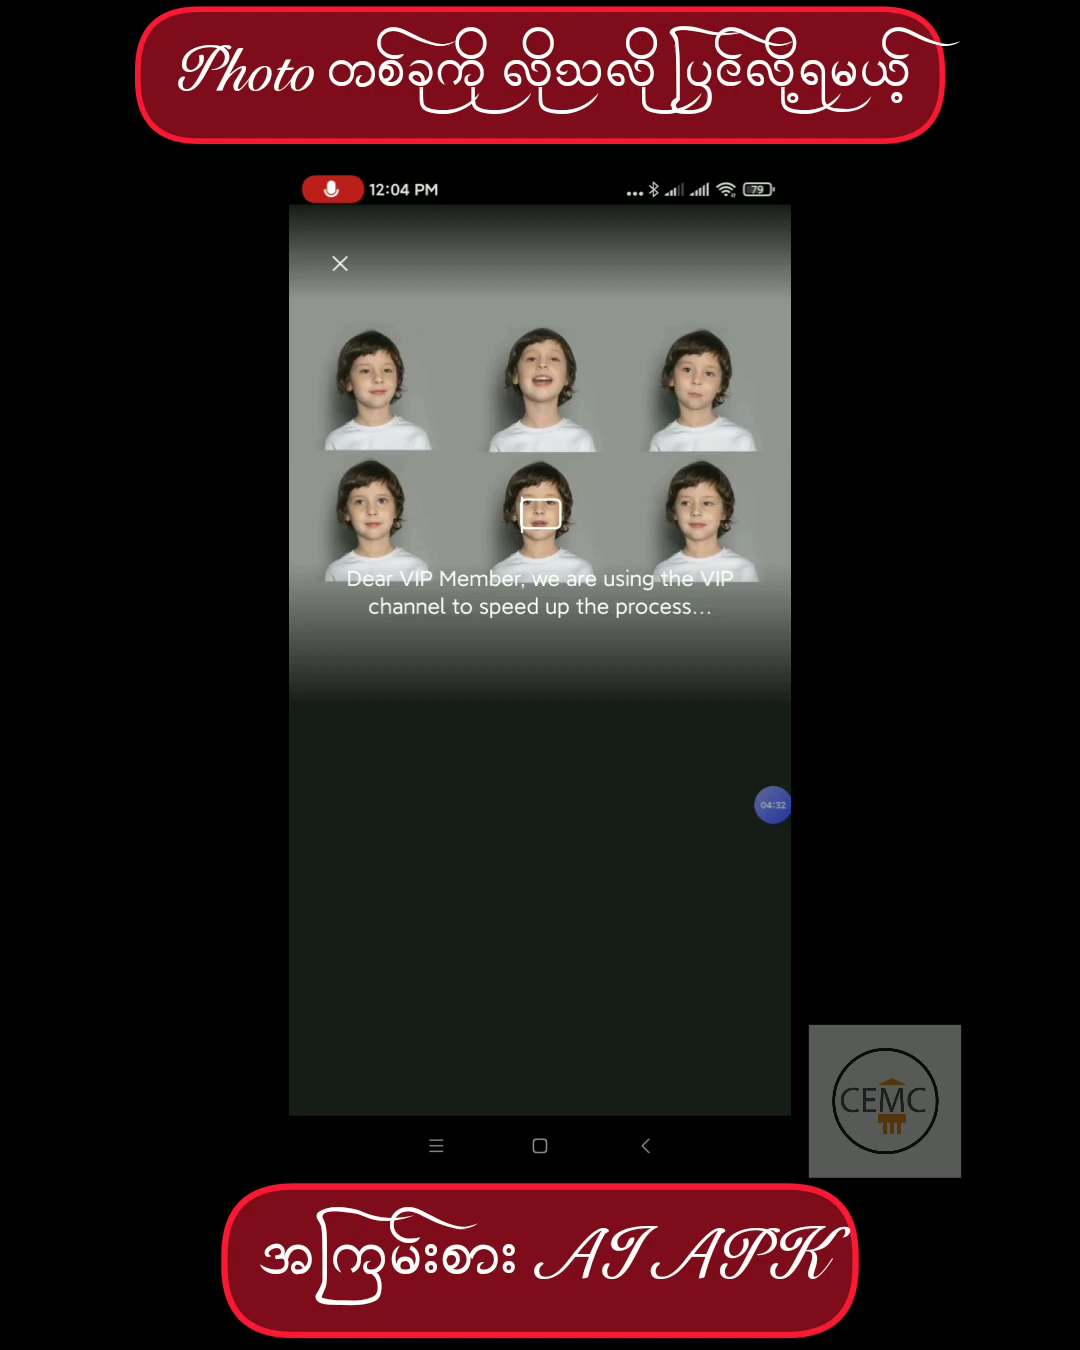 Photo တစ်ခုကို လိုသလို ပြင်လို့ရမယ့်
12:04 PM
79
Dear VIP Member, we are using the VIP
channel to speed up the process...
04:32
CEMC
အကြမ်းစား AI APK